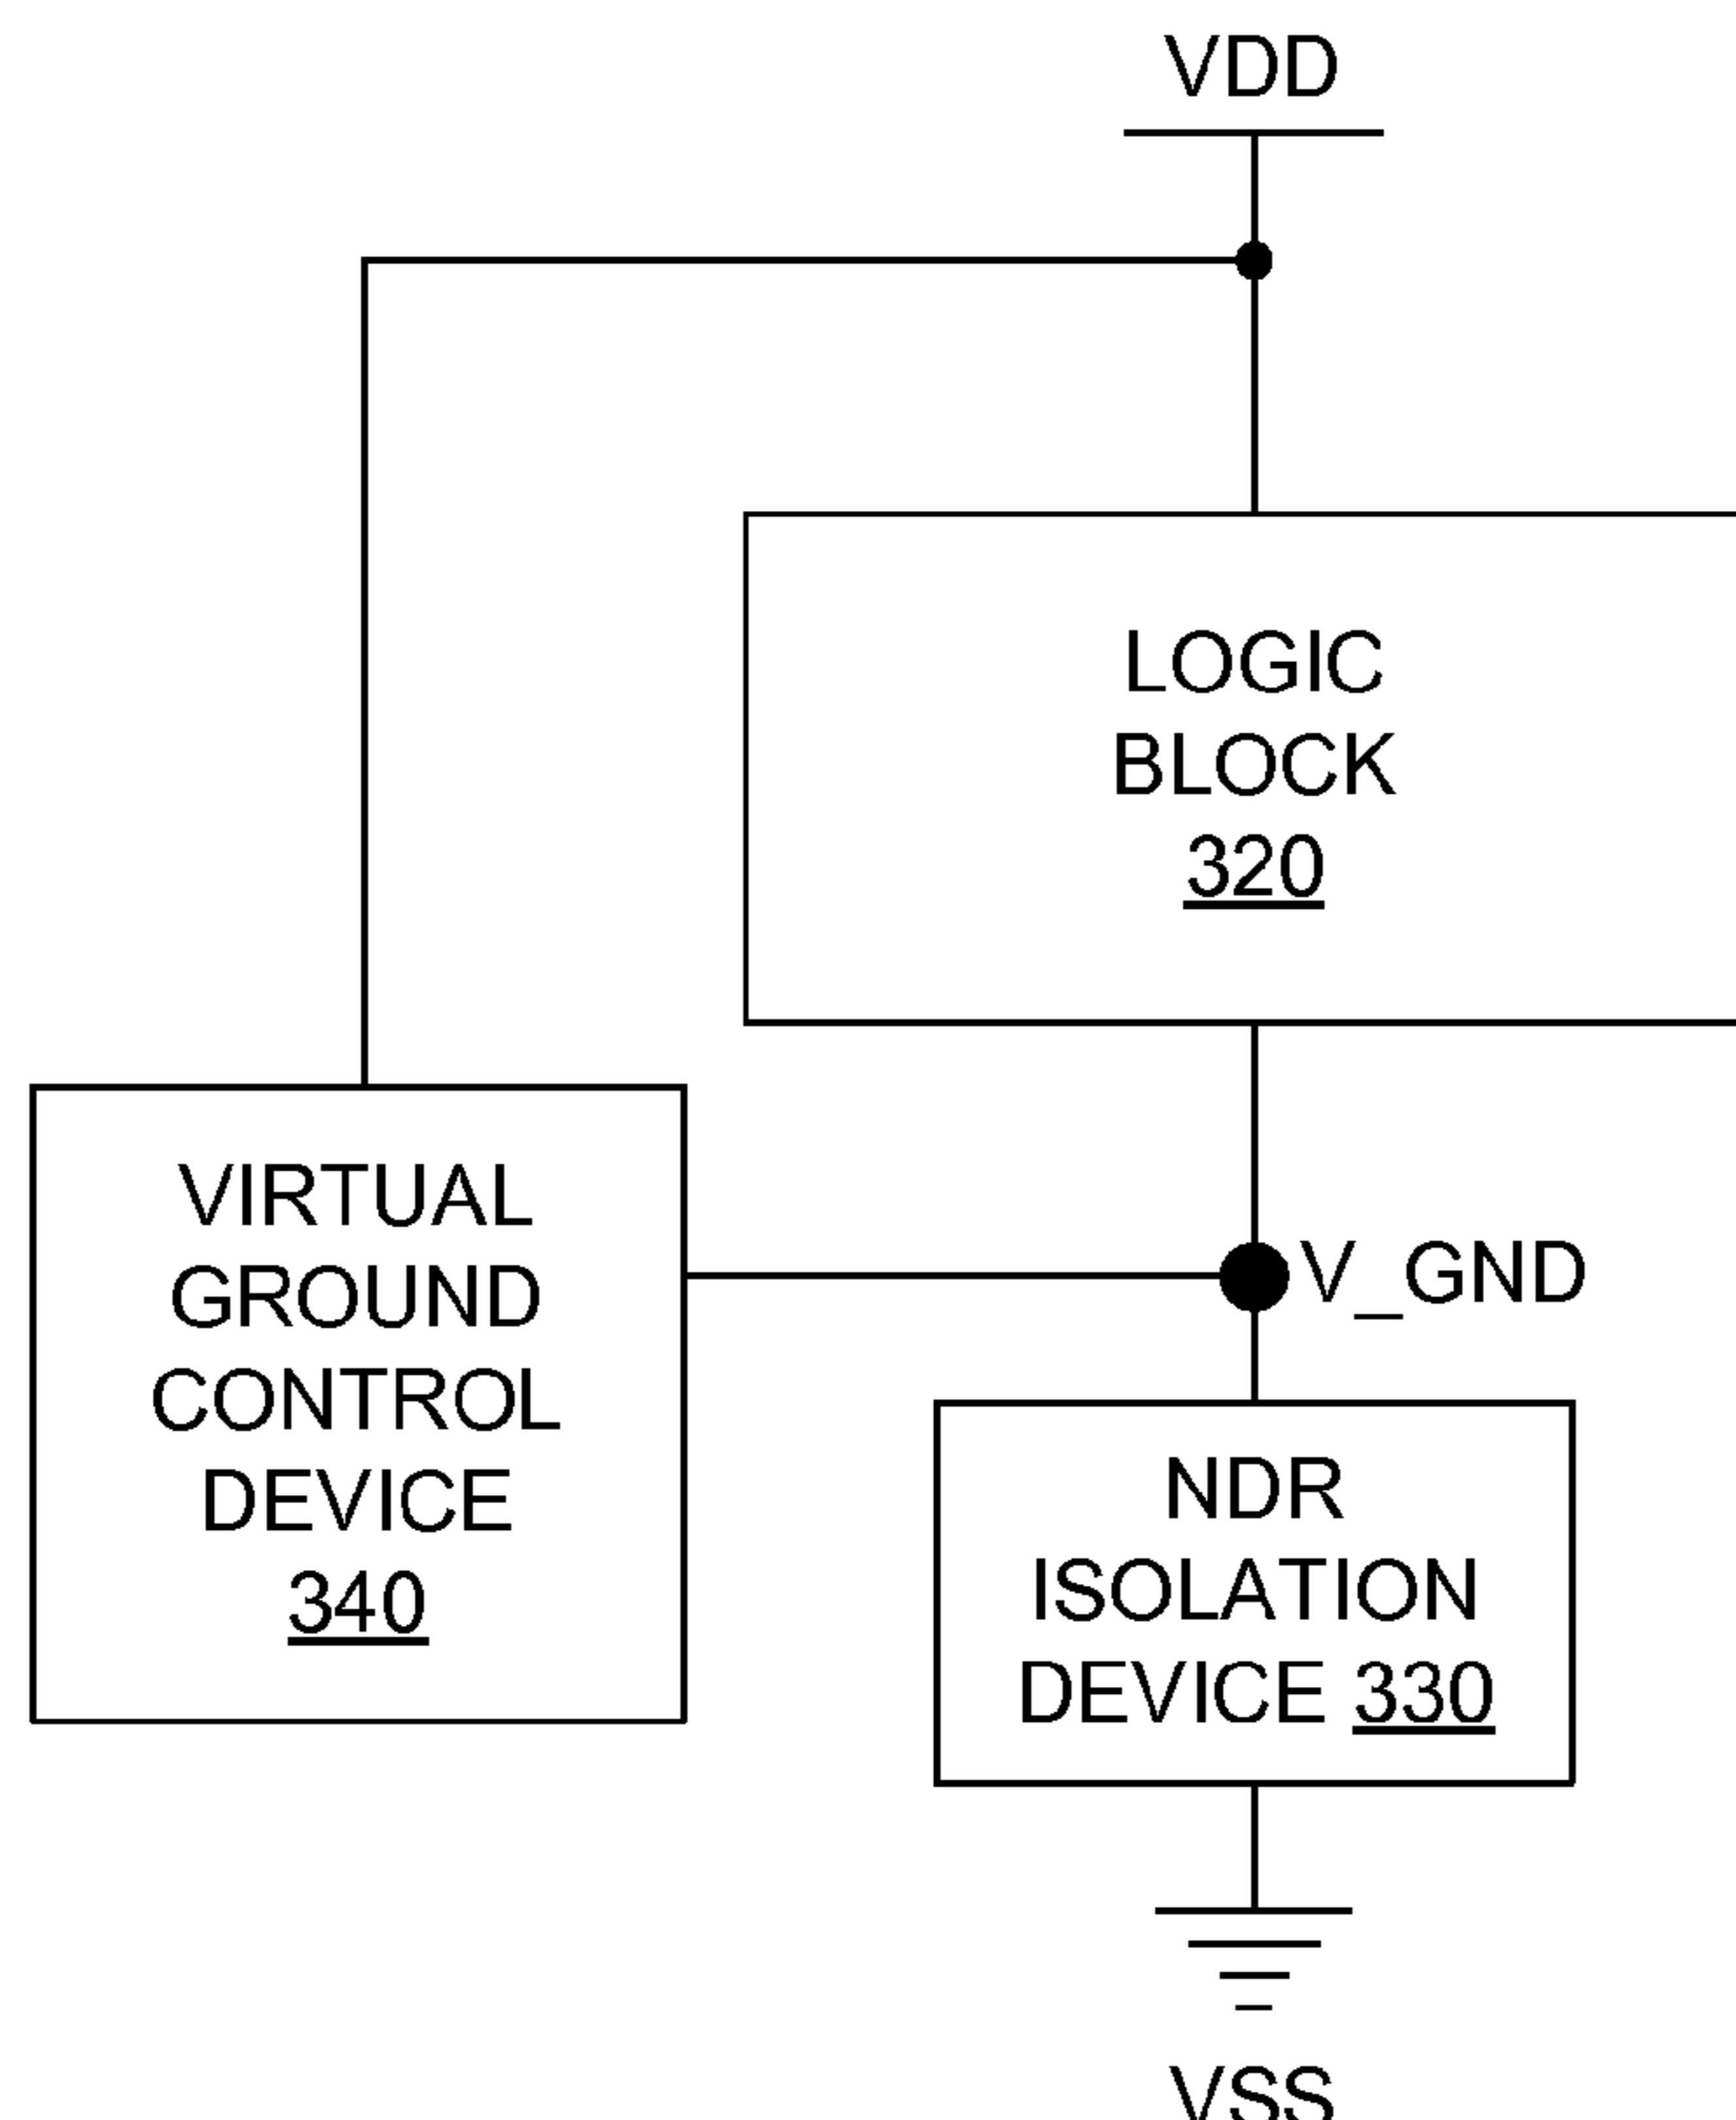 VDD
LOGIC
BLOCK
320
VIRTUAL
GROUND
CONTROL
DEVICE
340
V_GND
NDR
ISOLATION
DEVICE 330
VSS